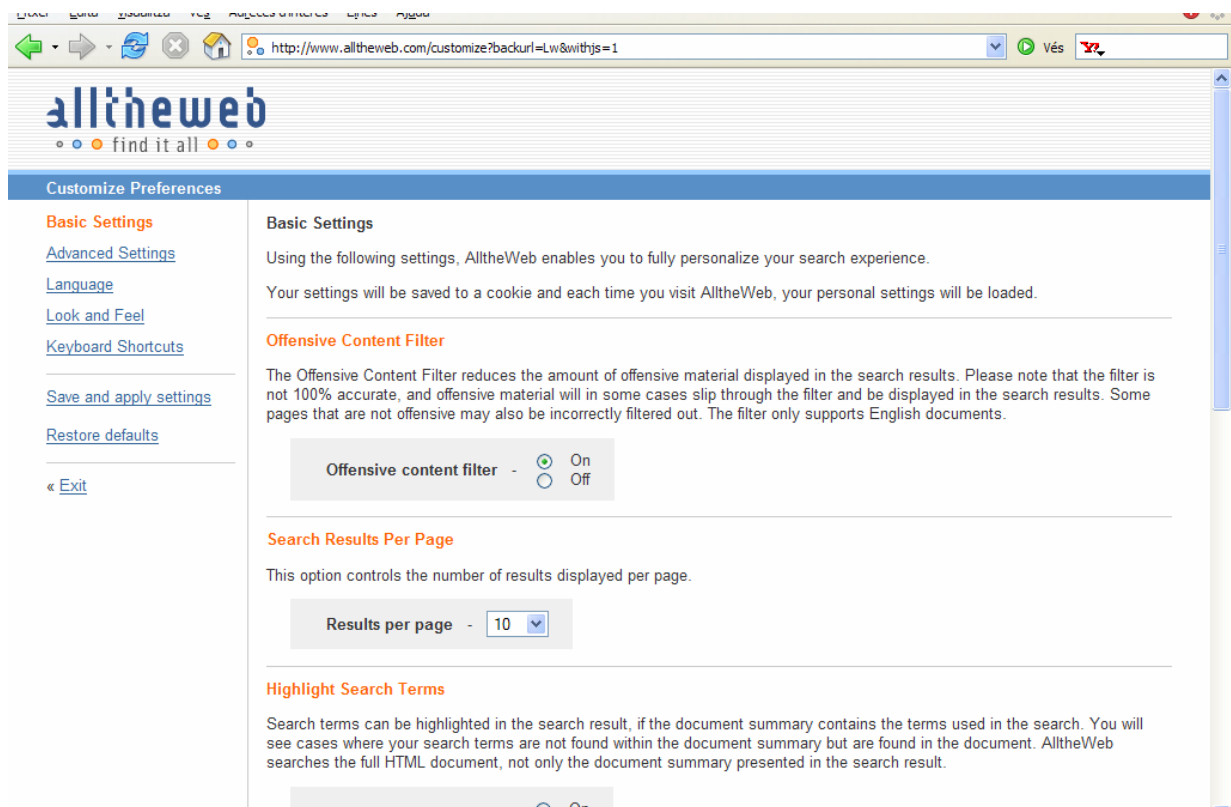 http://www.alltheweb.com/customize?backurl=Lw&withjs=1
Vés
Y!
alltheweb
find it all
Customize Preferences
Basic Settings
Advanced Settings
Language
Look and Feel
Keyboard Shortcuts
Save and apply settings
Restore defaults
« Exit
Basic Settings
Using the following settings, AlltheWeb enables you to fully personalize your search experience.
Your settings will be saved to a cookie and each time you visit AlltheWeb, your personal settings will be loaded.
Offensive Content Filter
The Offensive Content Filter reduces the amount of offensive material displayed in the search results. Please note that the filter is
not 100% accurate, and offensive material will in some cases slip through the filter and be displayed in the search results. Some
pages that are not offensive may also be incorrectly filtered out. The filter only supports English documents.
Offensive content filter - On
Off
Search Results Per Page
This option controls the number of results displayed per page.
Results per page - 10
Highlight Search Terms
Search terms can be highlighted in the search result, if the document summary contains the terms used in the search. You will
see cases where your search terms are not found within the document summary but are found in the document. AlltheWeb
searches the full HTML document, not only the document summary presented in the search result.
On